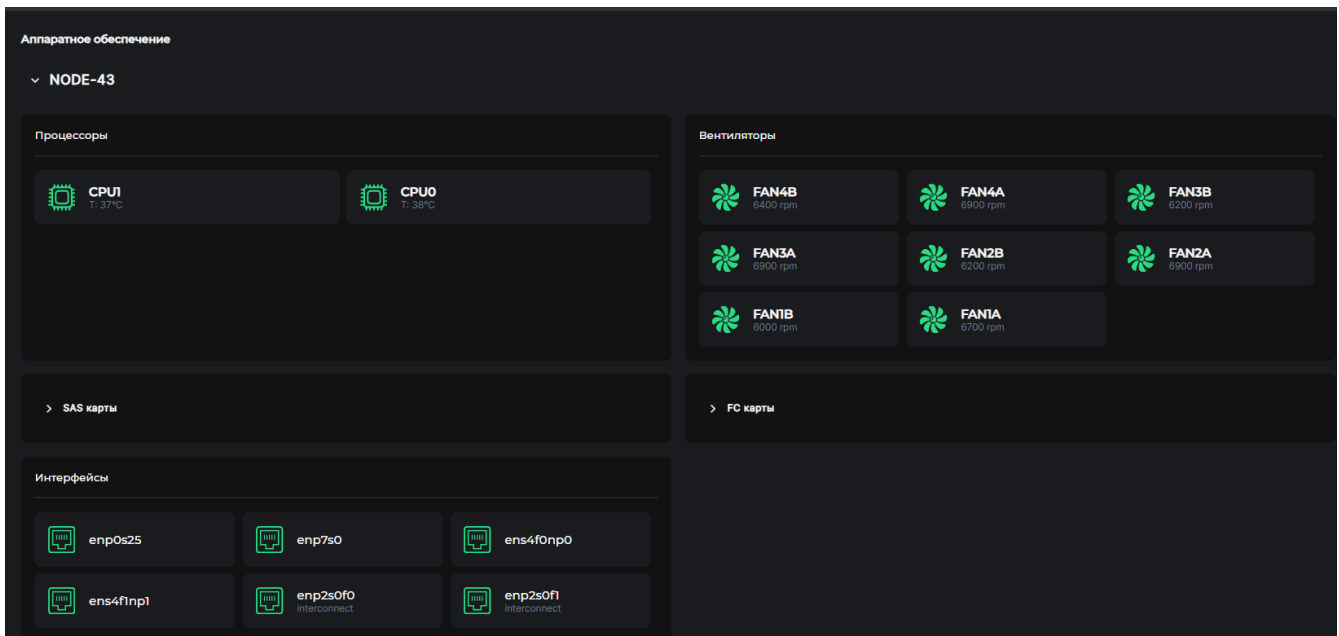 Аппаратное обеспечение
NODE-43
Процессоры
CPU1
T: 37°C
CPU0
T: 38°C
Вентиляторы
FAN4B
6400 rpm
FAN4A
6900 rpm
FAN3B
6200 rpm
FAN3A
6900 rpm
FAN2B
6200 rpm
FAN2A
6900 rpm
FAN1B
6000 rpm
FAN1A
6700 rpm
SAS карты
FC карты
Интерфейсы
enp0s25
enp7s0
ens4f0np0
ens4f1np1
enp2s0f0
interconnect
enp2s0f1
interconnect